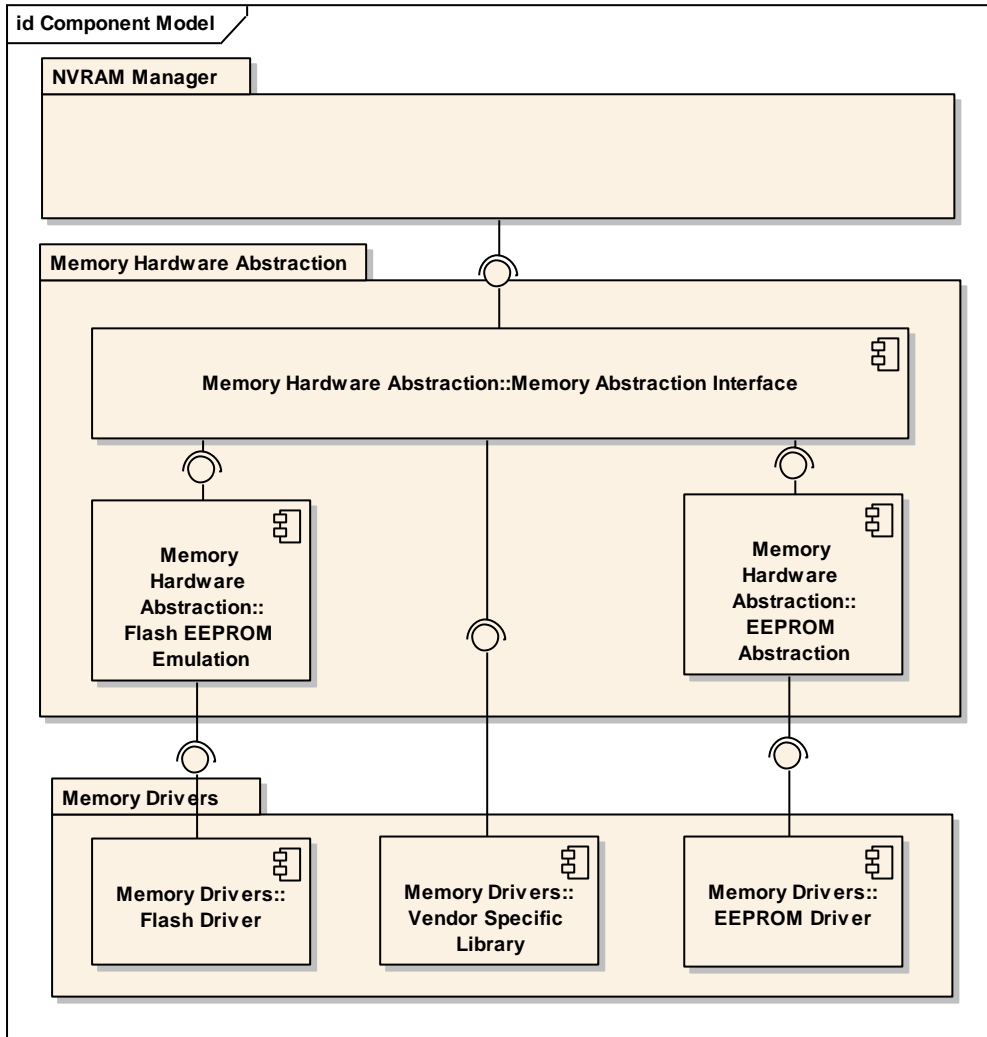 id Component Model
NVRAM Manager
Memory Hardware Abstraction
Memory Hardware Abstraction::Memory Abstraction Interface
Memory
Hardware
Abstraction::
Flash EEPROM
Emulation
Memory
Hardware
Abstraction::
EEPROM
Abstraction
Memory Drivers
Memory Drivers::
Flash Driver
Memory Drivers::
Vendor Specific
Library
Memory Drivers::
EEPROM Driver